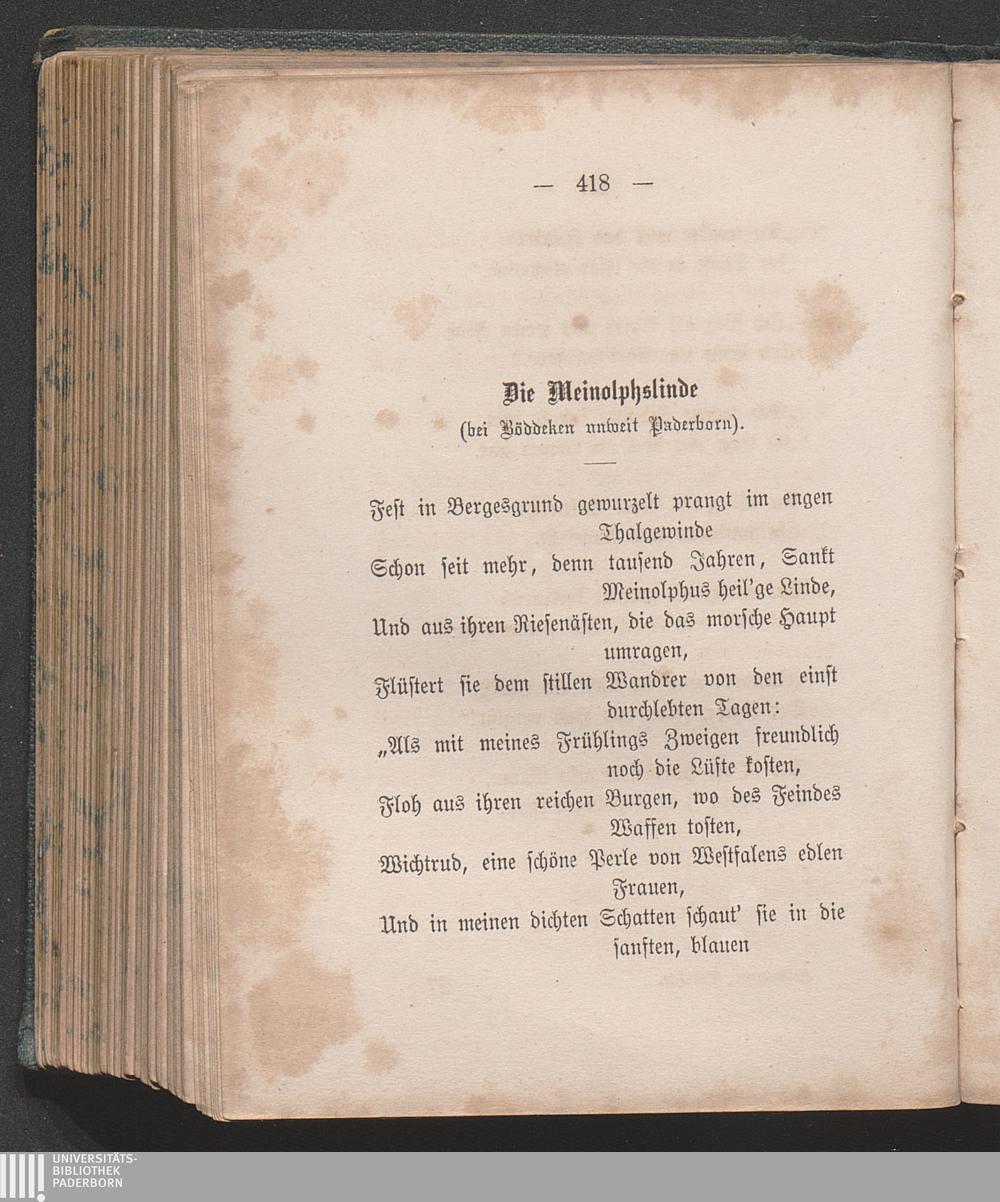 — 418 —
Die Meinolphslinde
(bei Böddeken unweit Paderborn).
Fest in Bergesgrund gewurzelt prangt im engen
Thalgewinde
Schon seit mehr, denn tausend Jahren, Sankt
Meinolphus heil'ge Linde,
Und aus ihren Riesenästen, die das morsche Haupt
umragen,
Flüstert sie dem stillen Wandrer von den einst
durchlebten Tagen:
„Als mit meines Frühlings Zweigen freundlich
noch die Lüfte kosten,
Floh aus ihren reichen Burgen, wo des Feindes
Waffen tosten,
Wichtrud, eine schöne Perle von Westfalens edlen
Frauen,
Und in meinen dichten Schatten schaut' sie in die
sanften, blauen
UNIVERSITÄTS-
BIBLIOTHEK
PADERBORN